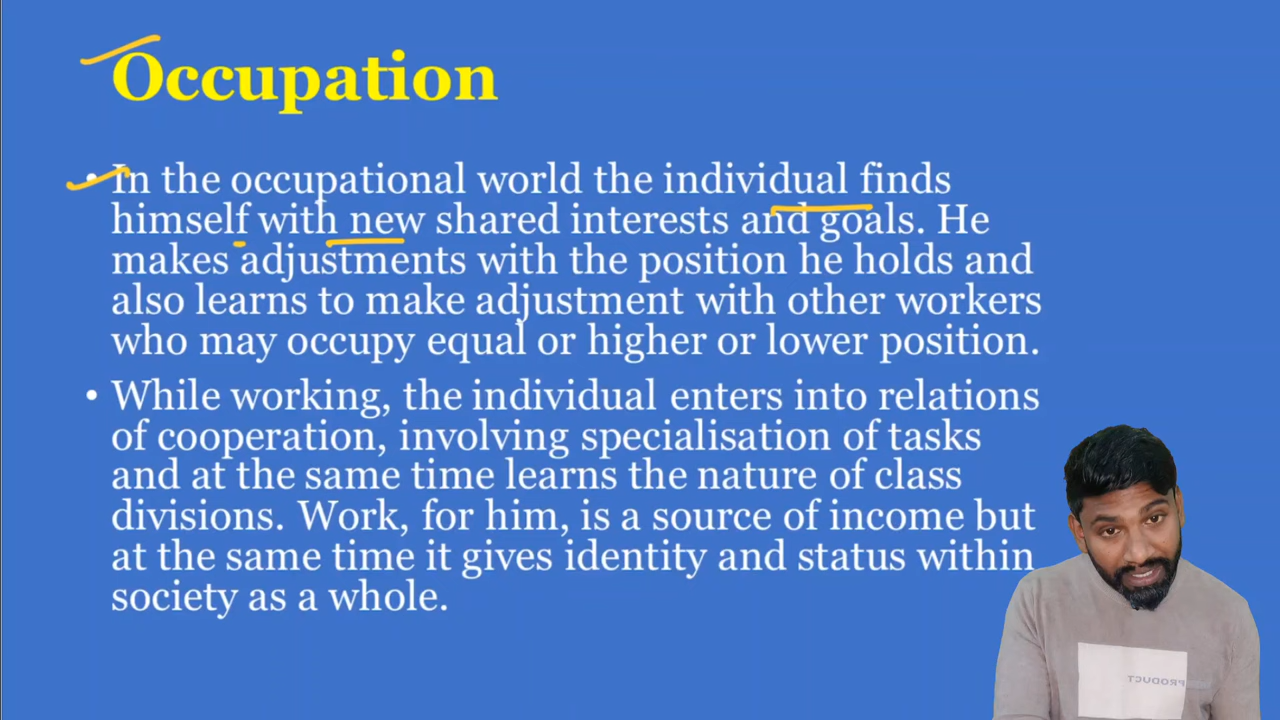 Occupation
• In the occupational world the individual finds
himself with new shared interests and goals. He
makes adjustments with the position he holds and
also learns to make adjustment with other workers
who may occupy equal or higher or lower position.
• While working, the individual enters into relations
of cooperation, involving specialisation of tasks
and at the same time learns the nature of class
divisions. Work, for him, is a source of income but
at the same time it gives identity and status within
society as a whole.
PRODUCT